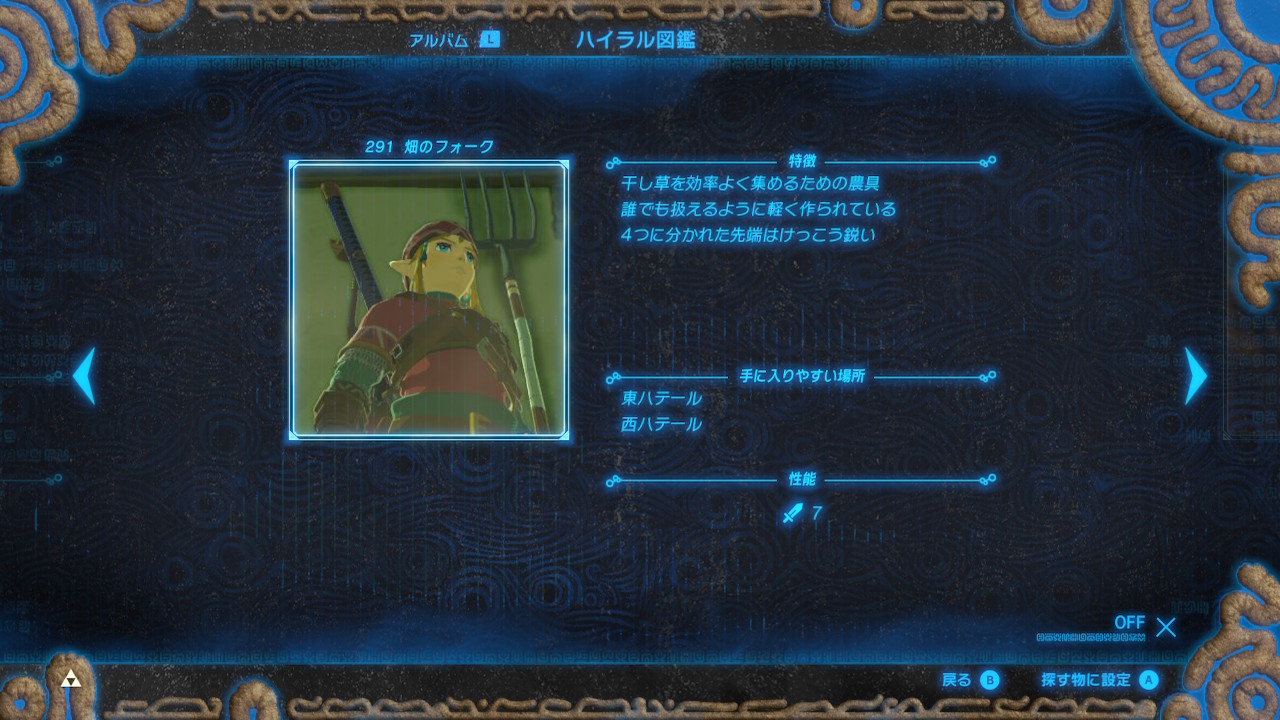 アルバム L
ハイラル図鑑
291 畑のフォーク
特徴
干し草を効率よく集めるための農具
誰でも扱えるように軽く作られている
4つに分かれた先端はけっこう鋭い
手に入りやすい場所
東ハテール
西ハテール
性能
7
OFF
戻る B
探す物に設定 A